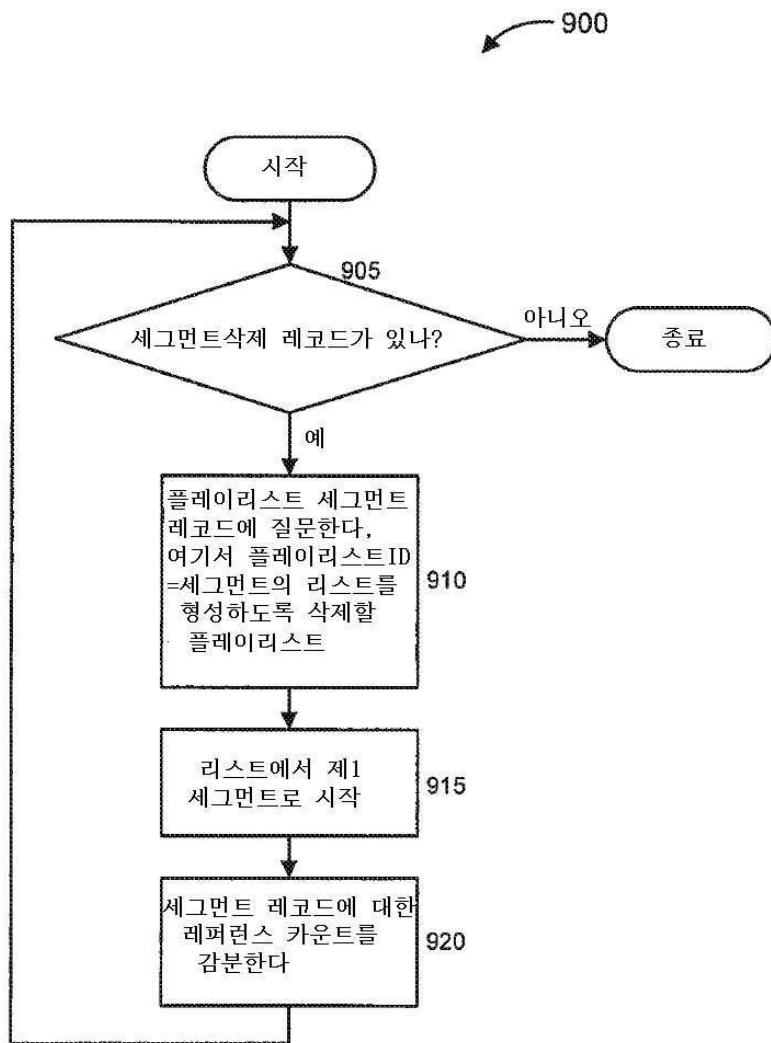 900
시작
905
세그먼트삭제 레코드가 있나?
아니오
종료
예
플레이리스트 세그먼트
레코드에 질문한다,
여기서 플레이리스트ID
=세그먼트의 리스트를
형성하도록 삭제할
플레이리스트
910
리스트에서 제1
세그먼트로 시작
915
세그먼트 레코드에 대한
레퍼런스 카운트를
감분한다
920